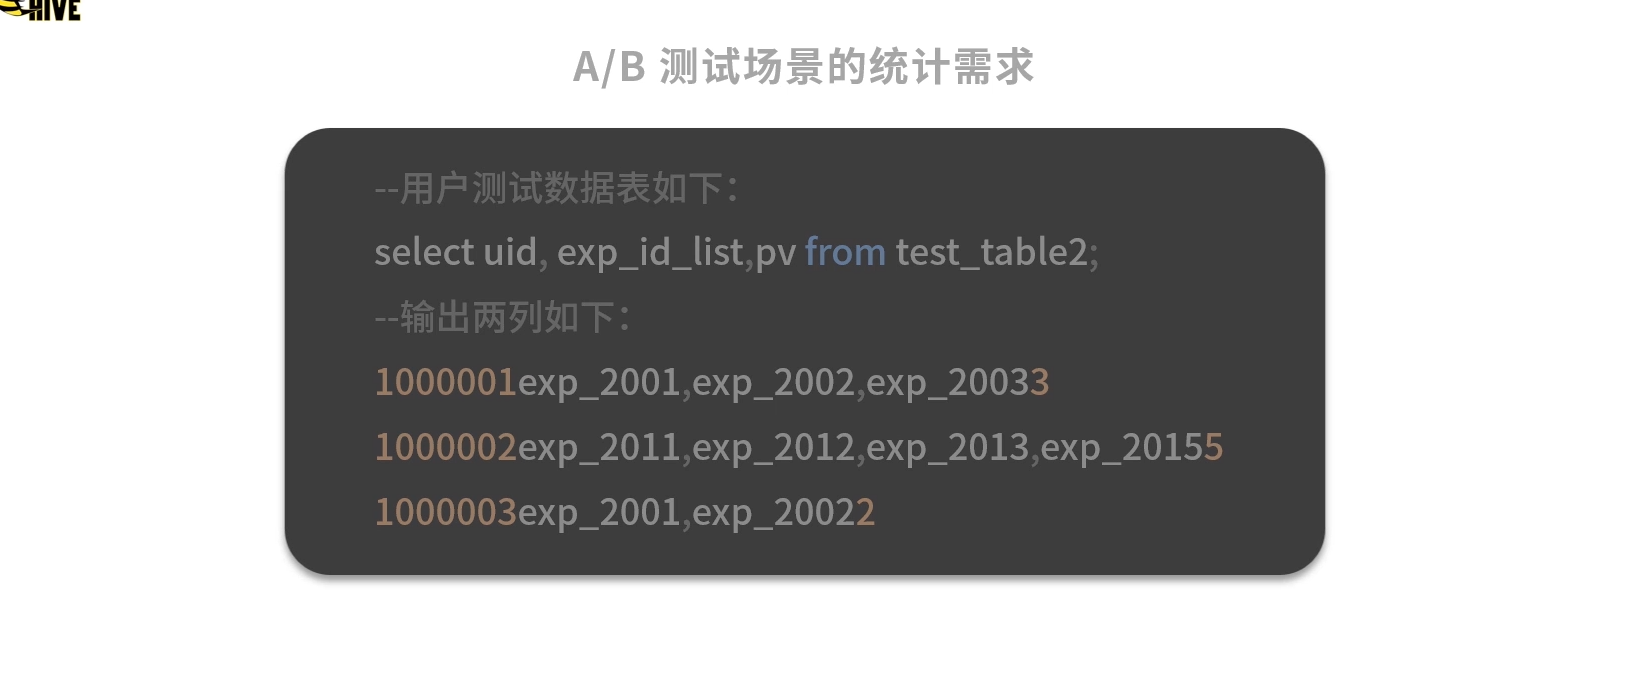 HIVE
A/B 测试场景的统计需求
--用户测试数据表如下：
select uid, exp_id_list,pv from test_table2;
--输出两列如下：
1000001exp_2001,exp_2002,exp_20033
1000002exp_2011,exp_2012,exp_2013,exp_20155
1000003exp_2001,exp_20022